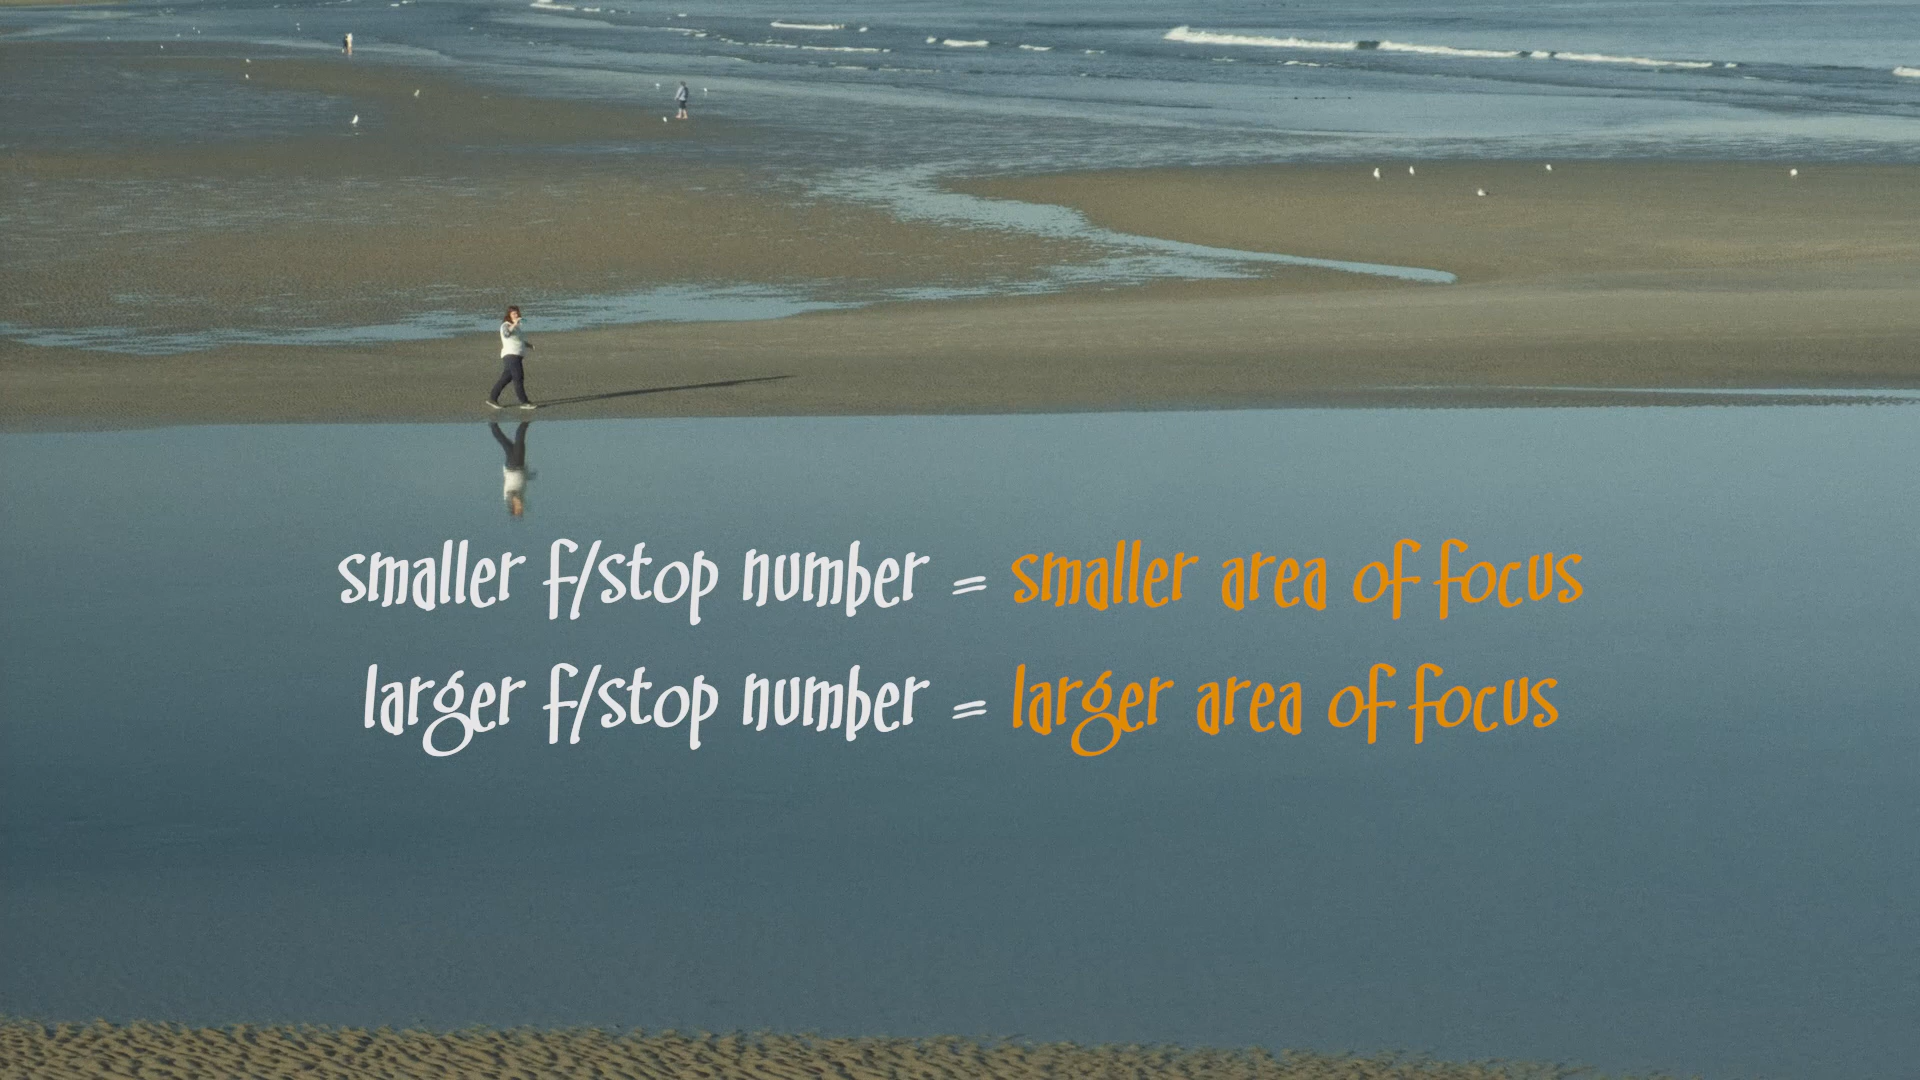 smaller f/stop number = smaller area of focus
larger f/stop number = larger area of focus